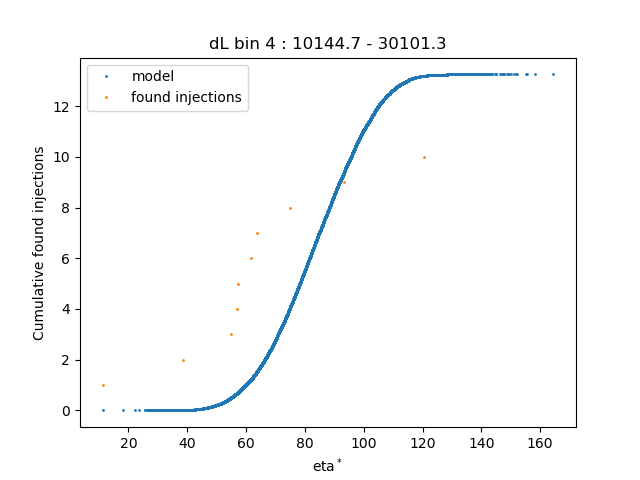 dL bin 4 : 10144.7 - 30101.3
model
found injections
Cumulative found injections
12
10
8
6
4
2
0
20 40 60 80 100 120 140 160
eta*